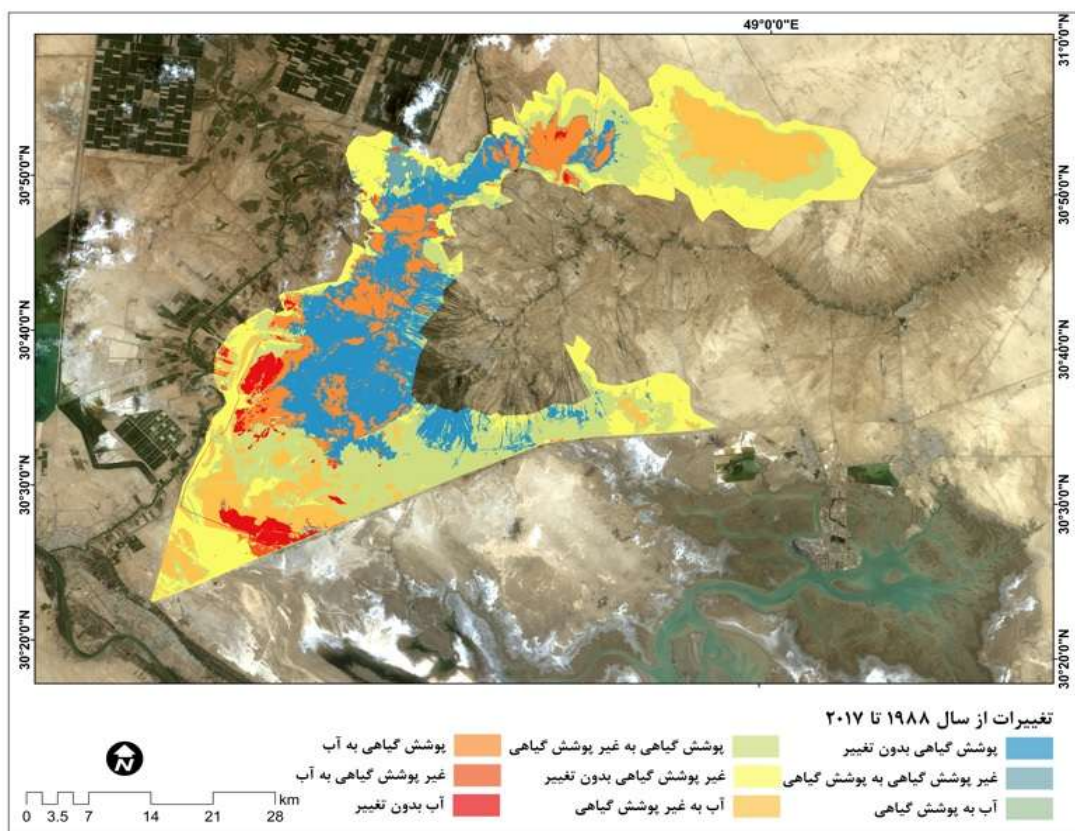 49°0'0"E
31°0'0"N
30°50'0"N
30°50'0"N
30°40'0"N
30°40'0"N
30°30'0"N
30°30'0"N
30°20'0"N
30°20'0"N
تغییرات از سال ۱۹۸۸ تا ۲۰۱۷
پوشش گیاهی بدون تغییر
غیر پوشش گیاهی به پوشش گیاهی
آب به پوشش گیاهی
پوشش گیاهی به غیر پوشش گیاهی
غیر پوشش گیاهی بدون تغییر
آب به غیر پوشش گیاهی
پوشش گیاهی به آب
غیر پوشش گیاهی به آب
آب بدون تغییر
N
km
0 3.5 7 14 21 28